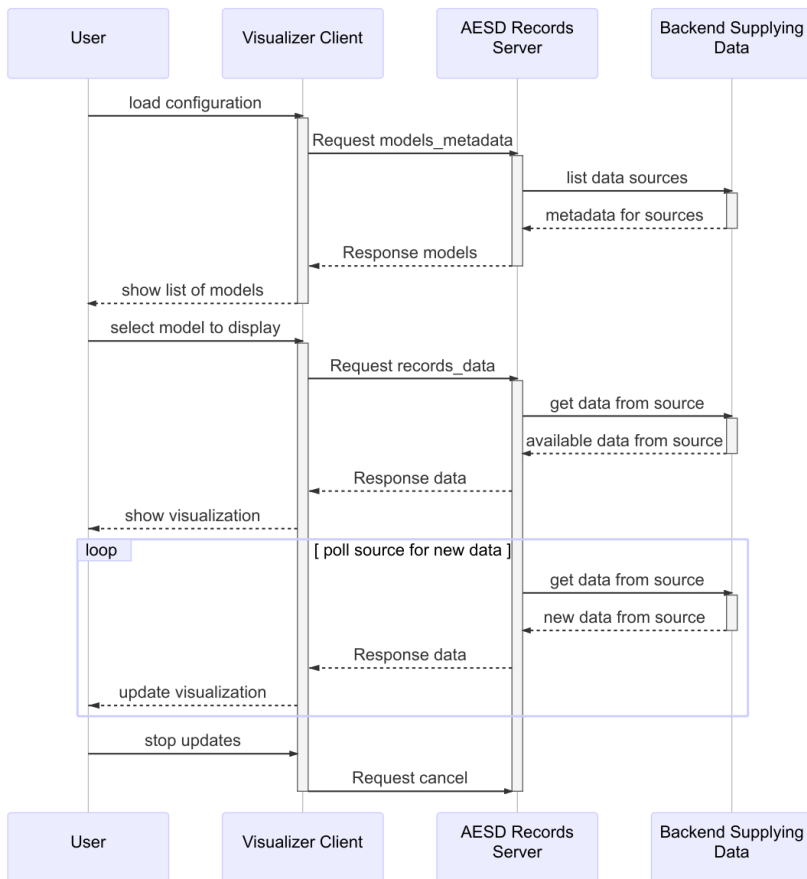 User
Visualizer Client
AESD Records
Server
Backend Supplying
Data
load configuration
Request models_metadata
list data sources
metadata for sources
Response models
show list of models
select model to display
Request records_data
get data from source
available data from source
Response data
show visualization
loop
[ poll source for new data ]
get data from source
new data from source
Response data
update visualization
stop updates
Request cancel
User
Visualizer Client
AESD Records
Server
Backend Supplying
Data